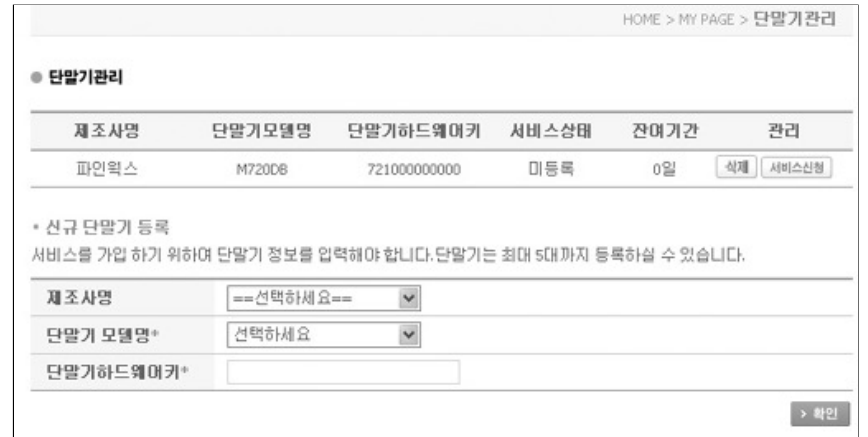 HOME > MY PAGE > 단말기관리
단말기관리
제조사명 단말기모델명 단말기하드웨어키 서비스상태 잔여기간 관리
파인웍스 M720DB 721000000000 미등록 0일 삭제 서비스신청
* 신규 단말기 등록
서비스를 가입 하기 위하여 단말기 정보를 입력해야 합니다.단말기는 최대 5대까지 등록하실 수 있습니다.
제조사명 ==선택하세요==
단말기 모델명* 선택하세요
단말기하드웨어키*
> 확인